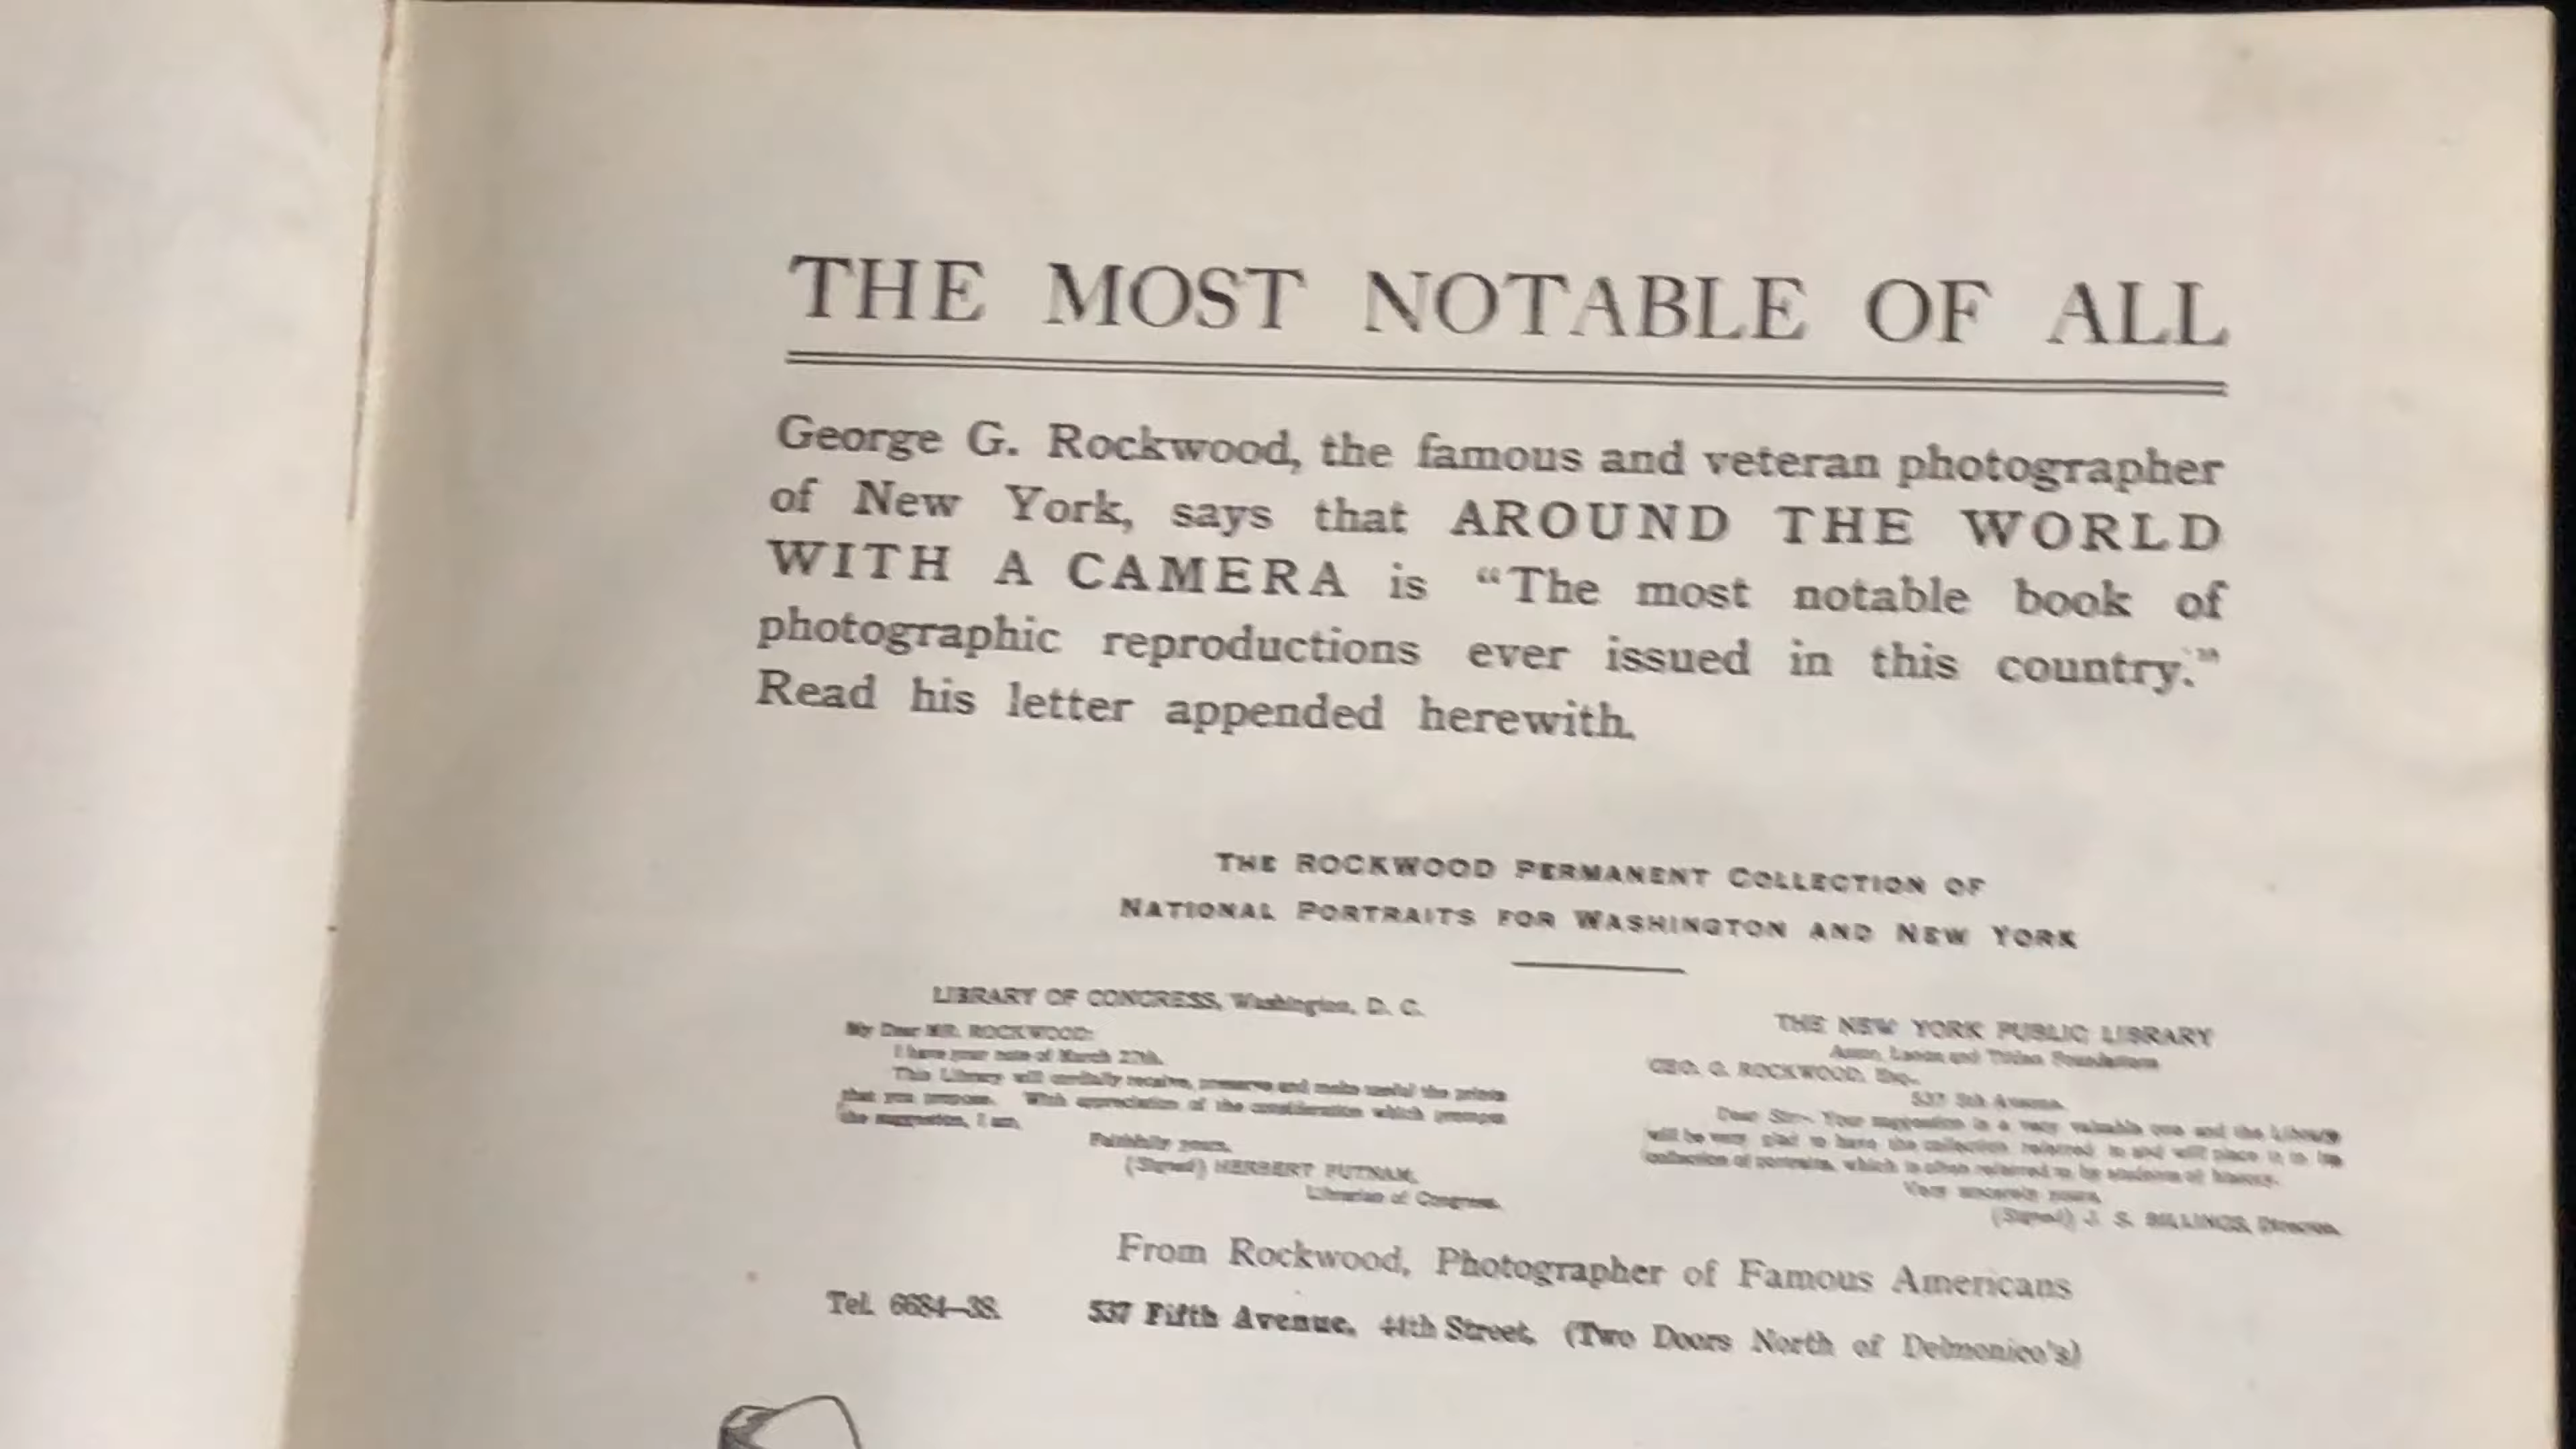 THE MOST NOTABLE OF ALL
George G. Rockwood, the famous and veteran photographer
of New York, says that AROUND THE WORLD
WITH A CAMERA is “The most notable book of
photographic reproductions ever issued in this country.”
Read his letter appended herewith.
THE ROCKWOOD PERMANENT COLLECTION OF
NATIONAL PORTRAITS FOR WASHINGTON AND NEW YORK
LIBRARY OF CONGRESS, Washington, D. C.
My Dear MR. ROCKWOOD:
I have your note of March 27th.
This Library will cordially receive, preserve and make useful the prints
that you propose. With appreciation of the consideration which prompts
the suggestion, I am,
Faithfully yours,
(Signed) HERBERT PUTNAM,
Librarian of Congress.
THE NEW YORK PUBLIC LIBRARY
Astor, Lenox and Tilden Foundations
GEO. G. ROCKWOOD, Esq.,
537 5th Avenue.
Dear Sir:- Your suggestion is a very valuable one and the Library
will be very glad to have the collection referred to and will place it in its
collection of portraits, which is often referred to by students of history.
Very sincerely yours,
(Signed) J. S. BILLINGS, Director.
From Rockwood, Photographer of Famous Americans
Tel. 6684–38. 537 Fifth Avenue, 44th Street, (Two Doors North of Delmonico's)